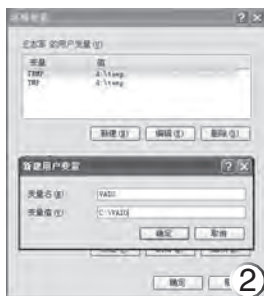 环境变量
的用户变量(U)
变量 值
TEMP d:\temp
TMP d:\temp
新建(N) 编辑(E) 删除(D)
新建用户变量
变量名(N): VADU
变量值(V): C:\VADU
确定 取消
确定
2